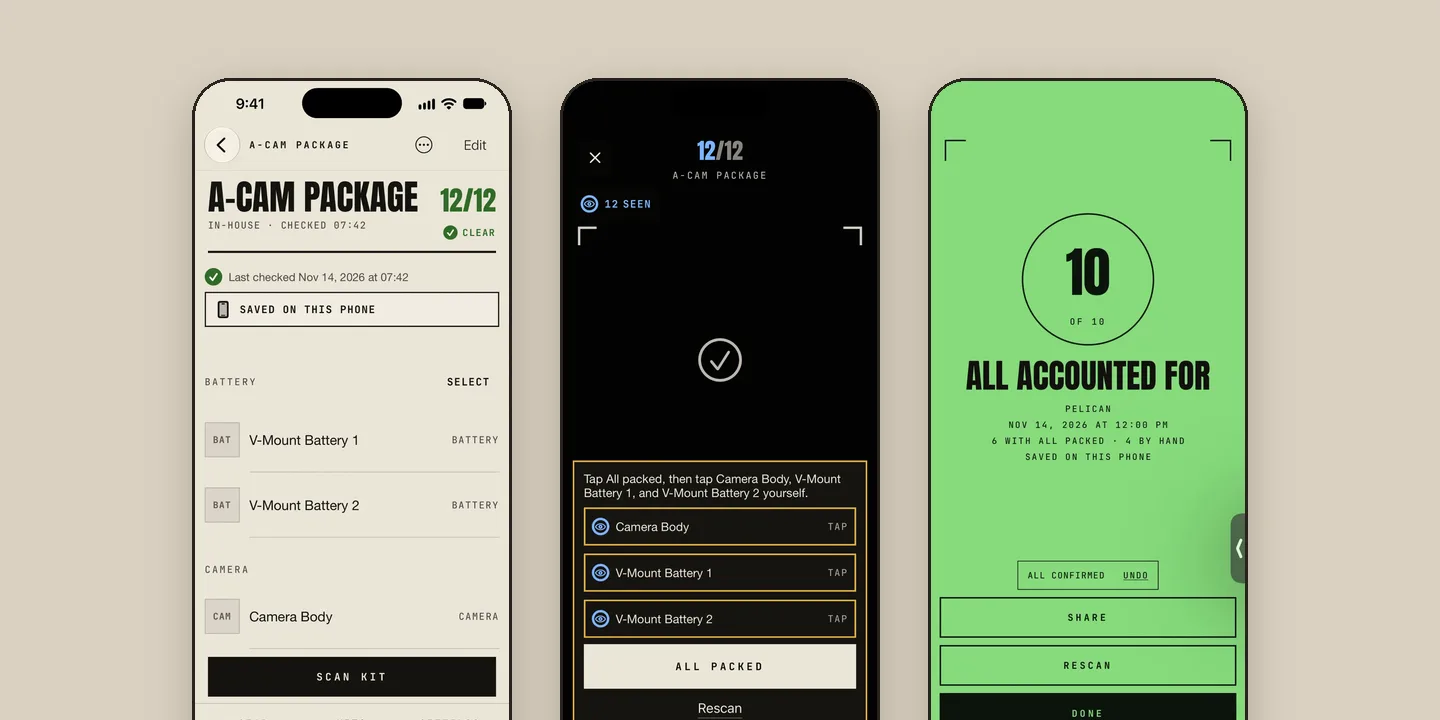 9:41
A-CAM PACKAGE
Edit
A-CAM PACKAGE
12/12
IN-HOUSE · CHECKED 07:42
CLEAR
Last checked Nov 14, 2026 at 07:42
SAVED ON THIS PHONE
BATTERY
SELECT
BAT
V-Mount Battery 1
BATTERY
BAT
V-Mount Battery 2
BATTERY
CAMERA
CAM
Camera Body
CAMERA
SCAN KIT
12/12
A-CAM PACKAGE
12 SEEN
Tap All packed, then tap Camera Body, V-Mount
Battery 1, and V-Mount Battery 2 yourself.
Camera Body
TAP
V-Mount Battery 1
TAP
V-Mount Battery 2
TAP
ALL PACKED
Rescan
10
OF 10
ALL ACCOUNTED FOR
PELICAN
NOV 14, 2026 AT 12:00 PM
6 WITH ALL PACKED · 4 BY HAND
SAVED ON THIS PHONE
ALL CONFIRMED
UNDO
SHARE
RESCAN
DONE